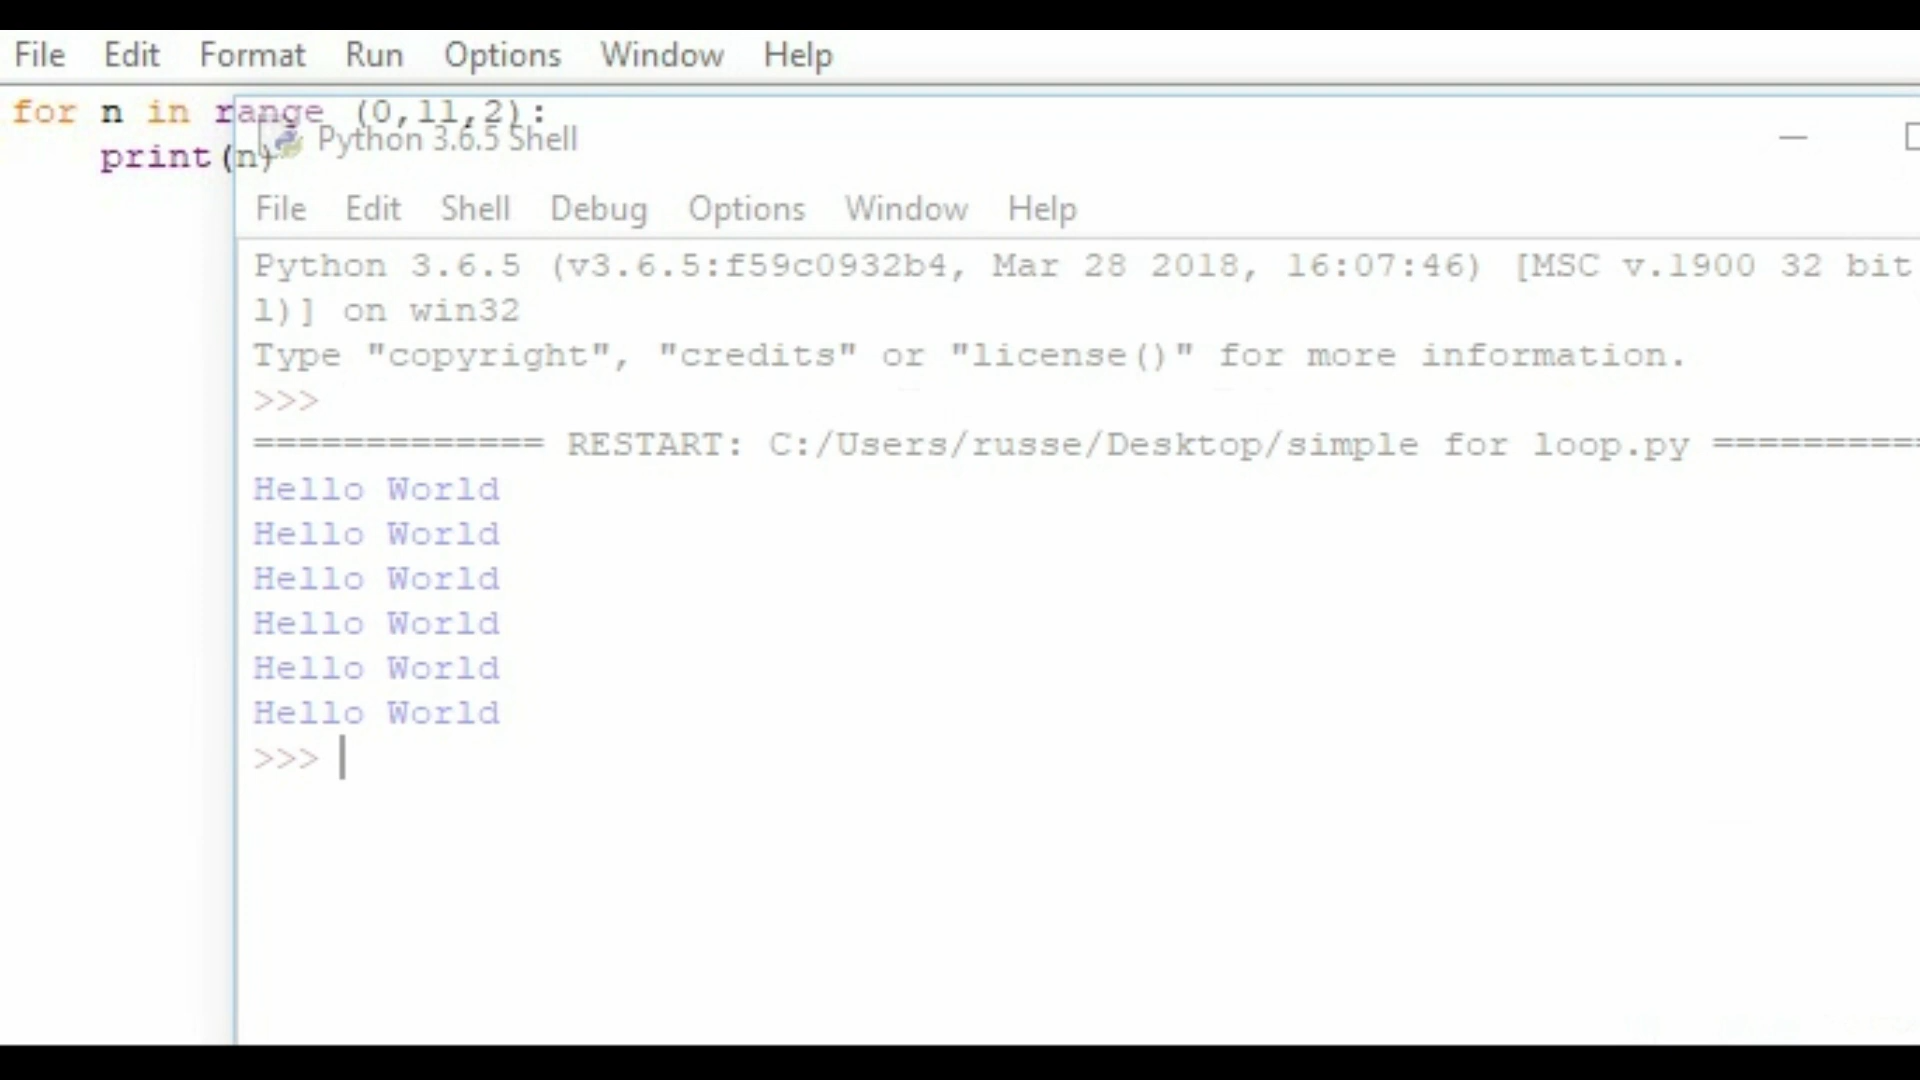 File Edit Format Run Options Window Help
for n in range (0,11,2):
print(n)
Python 3.6.5 Shell
File Edit Shell Debug Options Window Help
Python 3.6.5 (v3.6.5:f59c0932b4, Mar 28 2018, 16:07:46) [MSC v.1900 32 bit
l)] on win32
Type "copyright", "credits" or "license()" for more information.
>>>
============= RESTART: C:/Users/russe/Desktop/simple for loop.py ==========
Hello World
Hello World
Hello World
Hello World
Hello World
Hello World
>>>